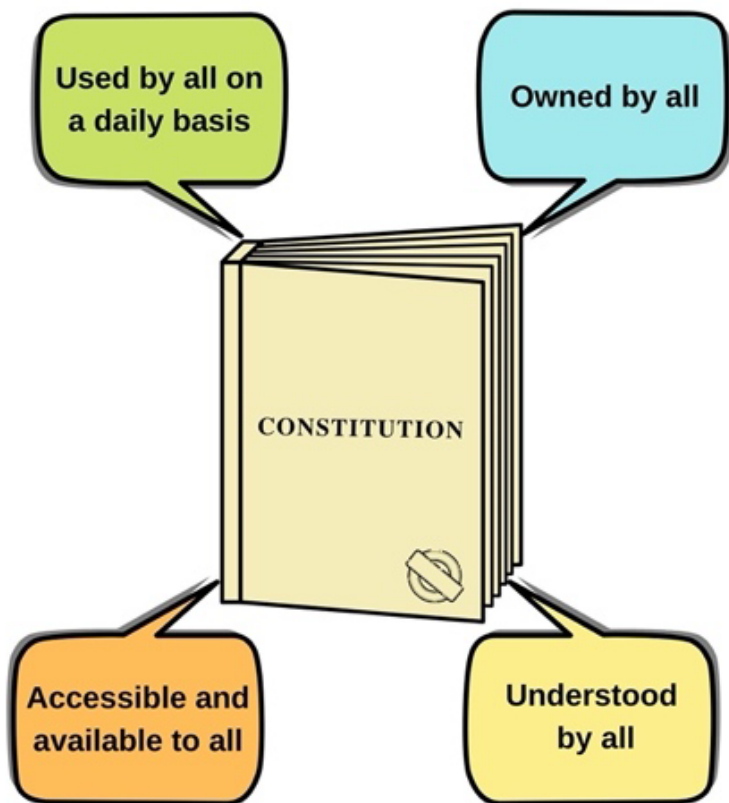 Used by all on
a daily basis
Owned by all
CONSTITUTION
Accessible and
available to all
Understood
by all